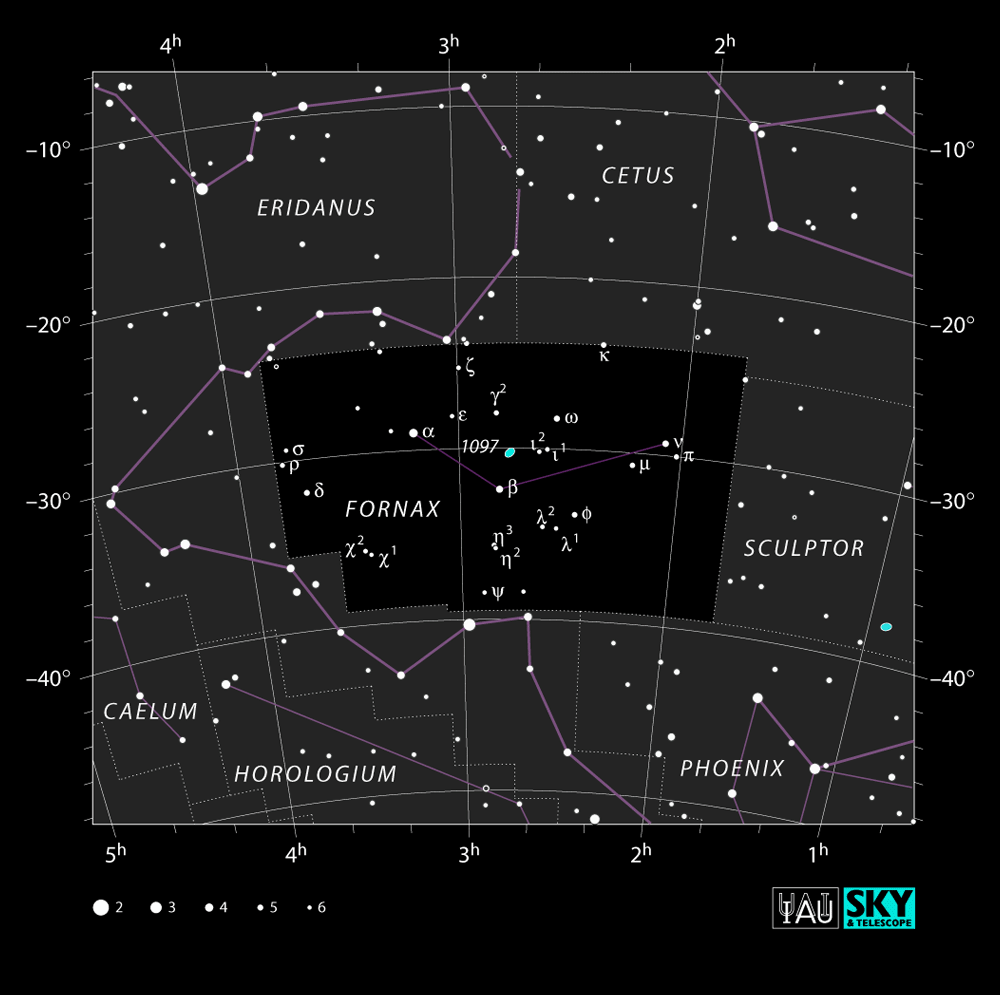 4h 3h 2h
–10° –10°
CETUS
ERIDANUS
–20° –20°
κ
ζ
γ²
ε ω
α
1097 ι² ι¹ ν
σ π
ρ μ
δ β
–30° –30°
FORNAX λ² ϕ
η³ λ¹
χ² χ¹ η²
SCULPTOR
ψ
–40° –40°
CAELUM
HOROLOGIUM PHOENIX
5h 4h 3h 2h 1h
2 3 4 5 6
IAU SKY
& TELESCOPE